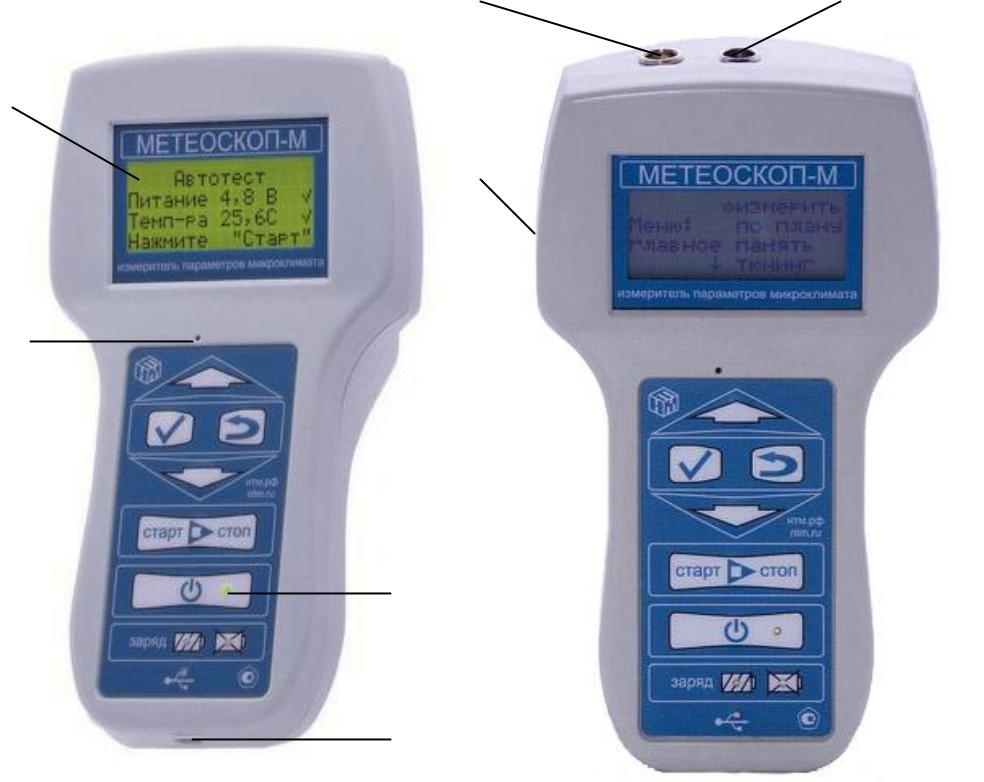 МЕТЕОСКОП-М
Автотест
Питание 4,8 В √
Темп-ра 25,6С √
Нажмите "Старт"
измеритель параметров микроклимата
нтм.рф
ntm.ru
старт стоп
заряд
МЕТЕОСКОП-М
измерить
Меню: по плану
главное память
↓ тюнинг
измеритель параметров микроклимата
нтм.рф
ntm.ru
старт стоп
заряд